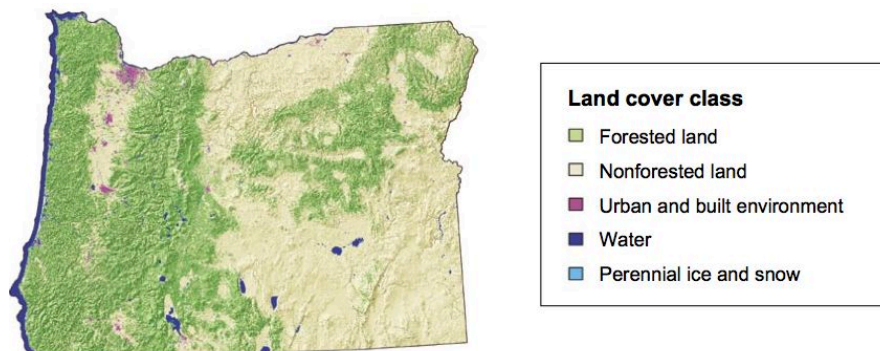 Land cover class
Forested land
Nonforested land
Urban and built environment
Water
Perennial ice and snow